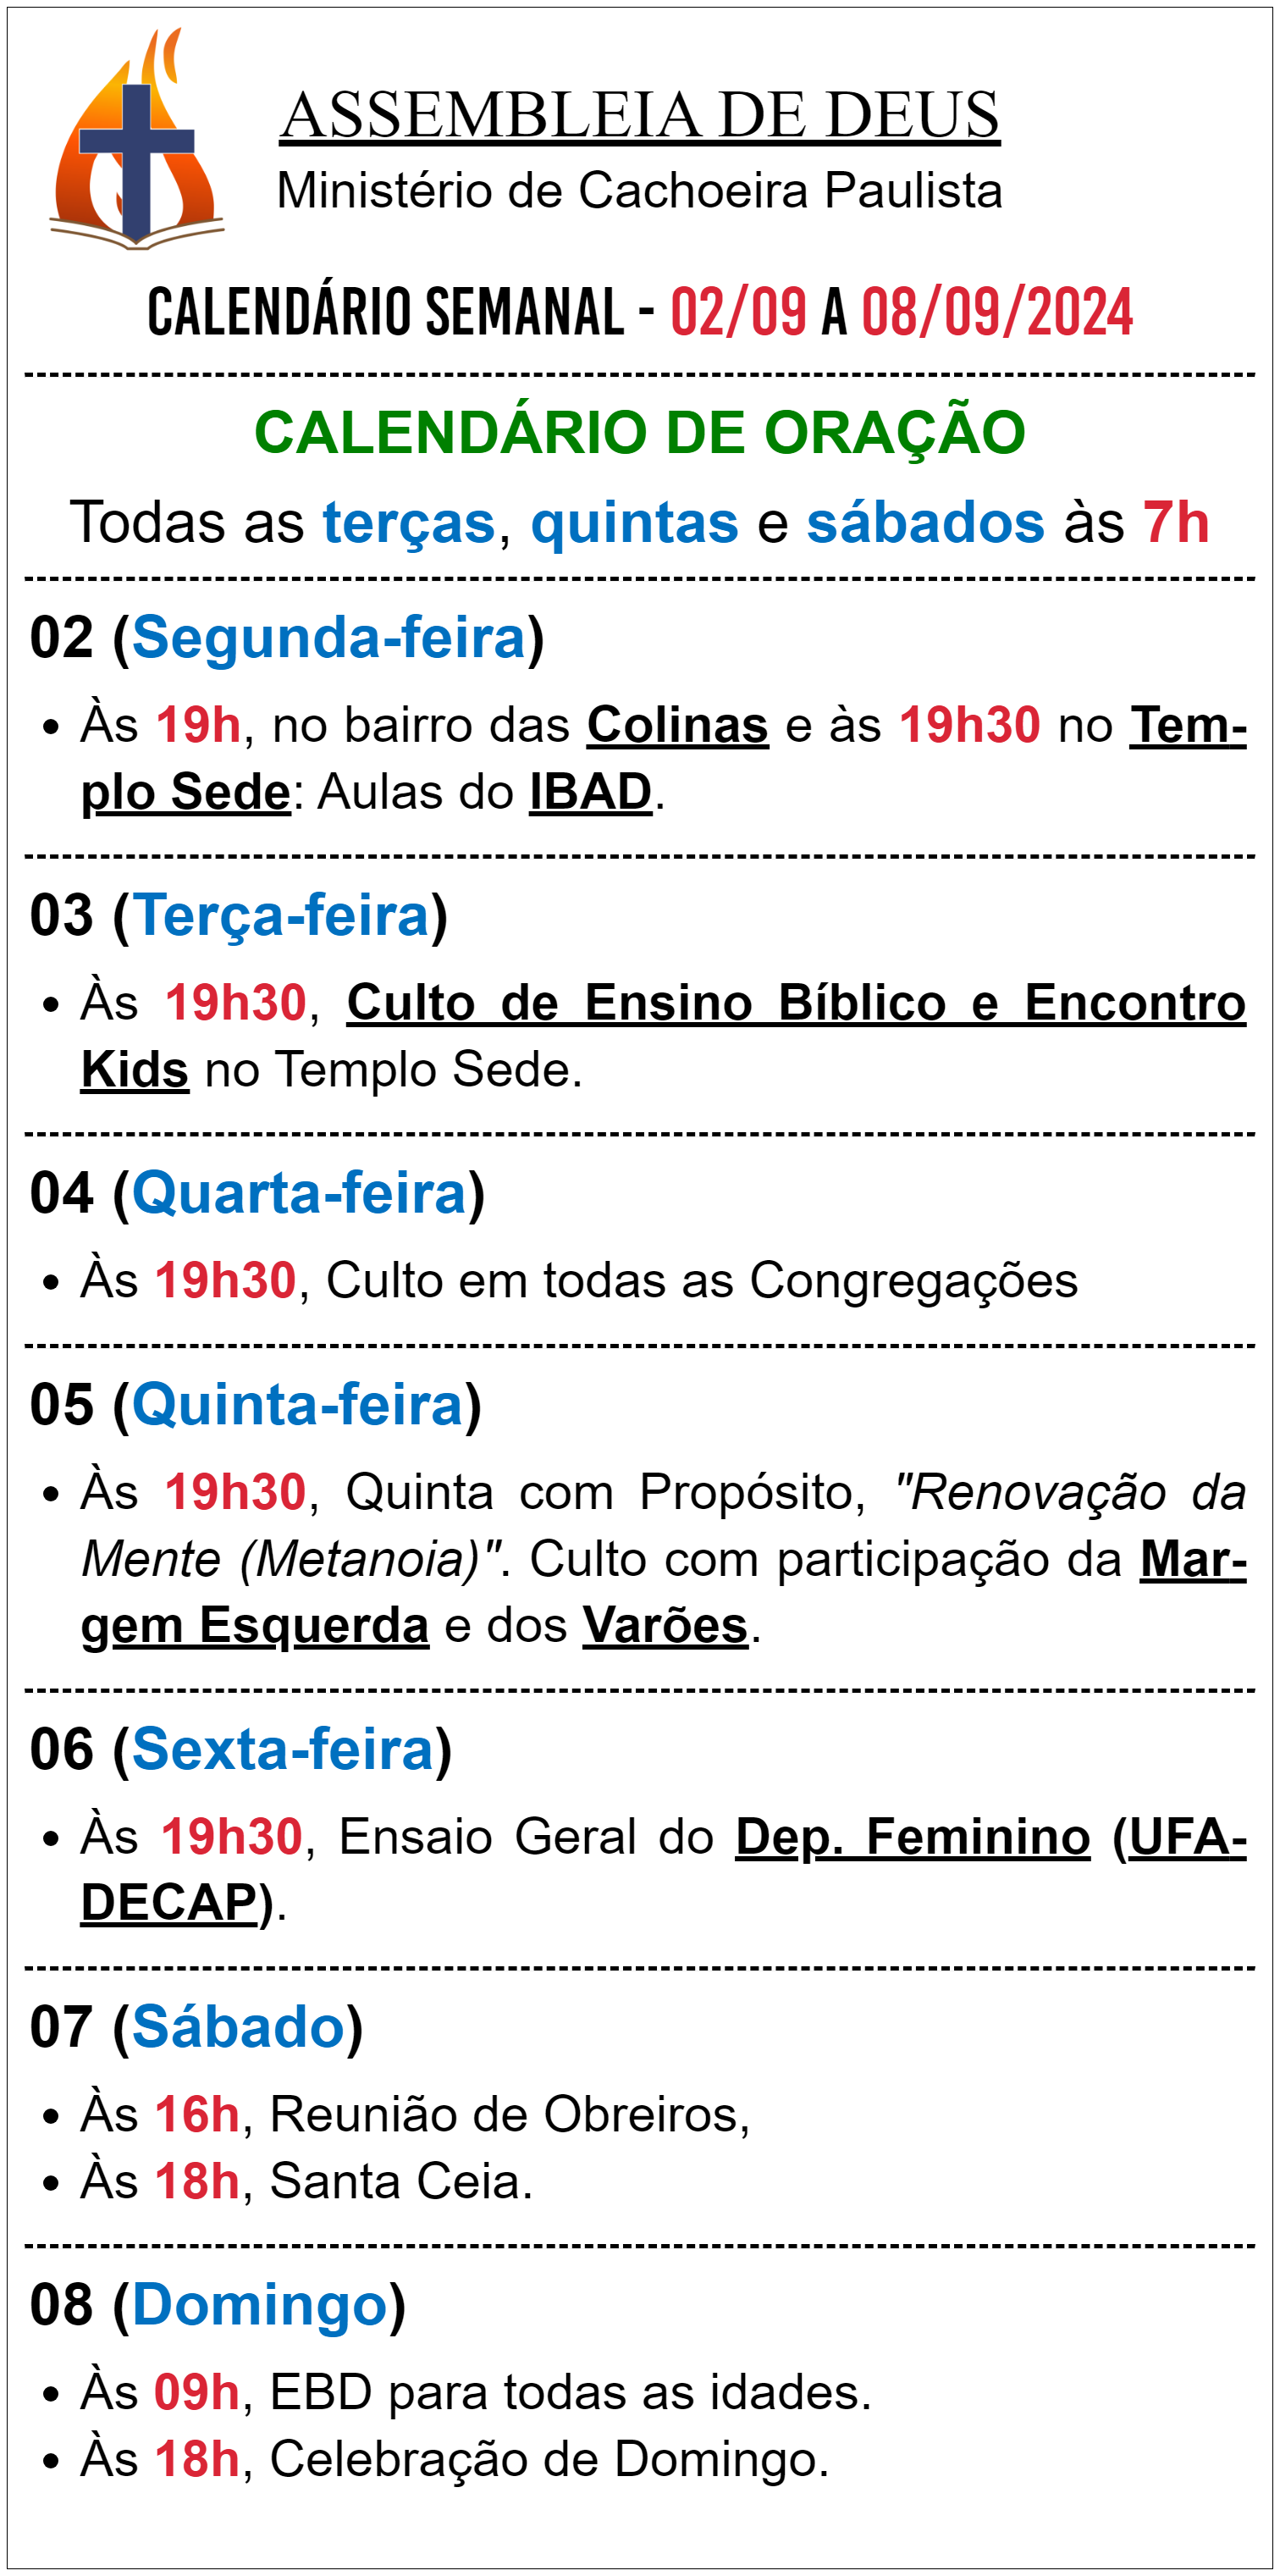 ASSEMBLEIA DE DEUS
Ministério de Cachoeira Paulista
CALENDÁRIO SEMANAL - 02/09 A 08/09/2024
CALENDÁRIO DE ORAÇÃO
Todas as terças, quintas e sábados às 7h
02 (Segunda-feira)
• Às 19h, no bairro das Colinas e às 19h30 no Tem-
plo Sede: Aulas do IBAD.
03 (Terça-feira)
• Às 19h30, Culto de Ensino Bíblico e Encontro
Kids no Templo Sede.
04 (Quarta-feira)
• Às 19h30, Culto em todas as Congregações
05 (Quinta-feira)
• Às 19h30, Quinta com Propósito, "Renovação da
Mente (Metanoia)". Culto com participação da Mar-
gem Esquerda e dos Varões.
06 (Sexta-feira)
• Às 19h30, Ensaio Geral do Dep. Feminino (UFA-
DECAP).
07 (Sábado)
• Às 16h, Reunião de Obreiros,
• Às 18h, Santa Ceia.
08 (Domingo)
• Às 09h, EBD para todas as idades.
• Às 18h, Celebração de Domingo.